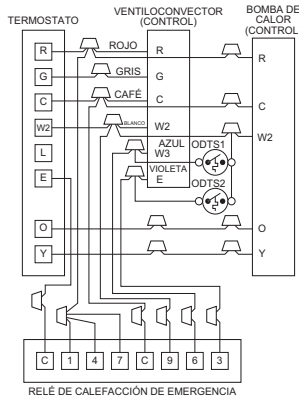 TERMOSTATO
VENTILOCONVECTOR
(CONTROL)
BOMBA DE
CALOR
(CONTROL
R
ROJO
R
R
G
GRIS
G
C
CAFÉ
C
C
W2
BLANCO
W2
W2
L
AZUL
W3
ODTS1
E
VIOLETA
E
ODTS2
O
O
Y
Y
C
1
4
7
C
9
6
3
RELÉ DE CALEFACCIÓN DE EMERGENCIA